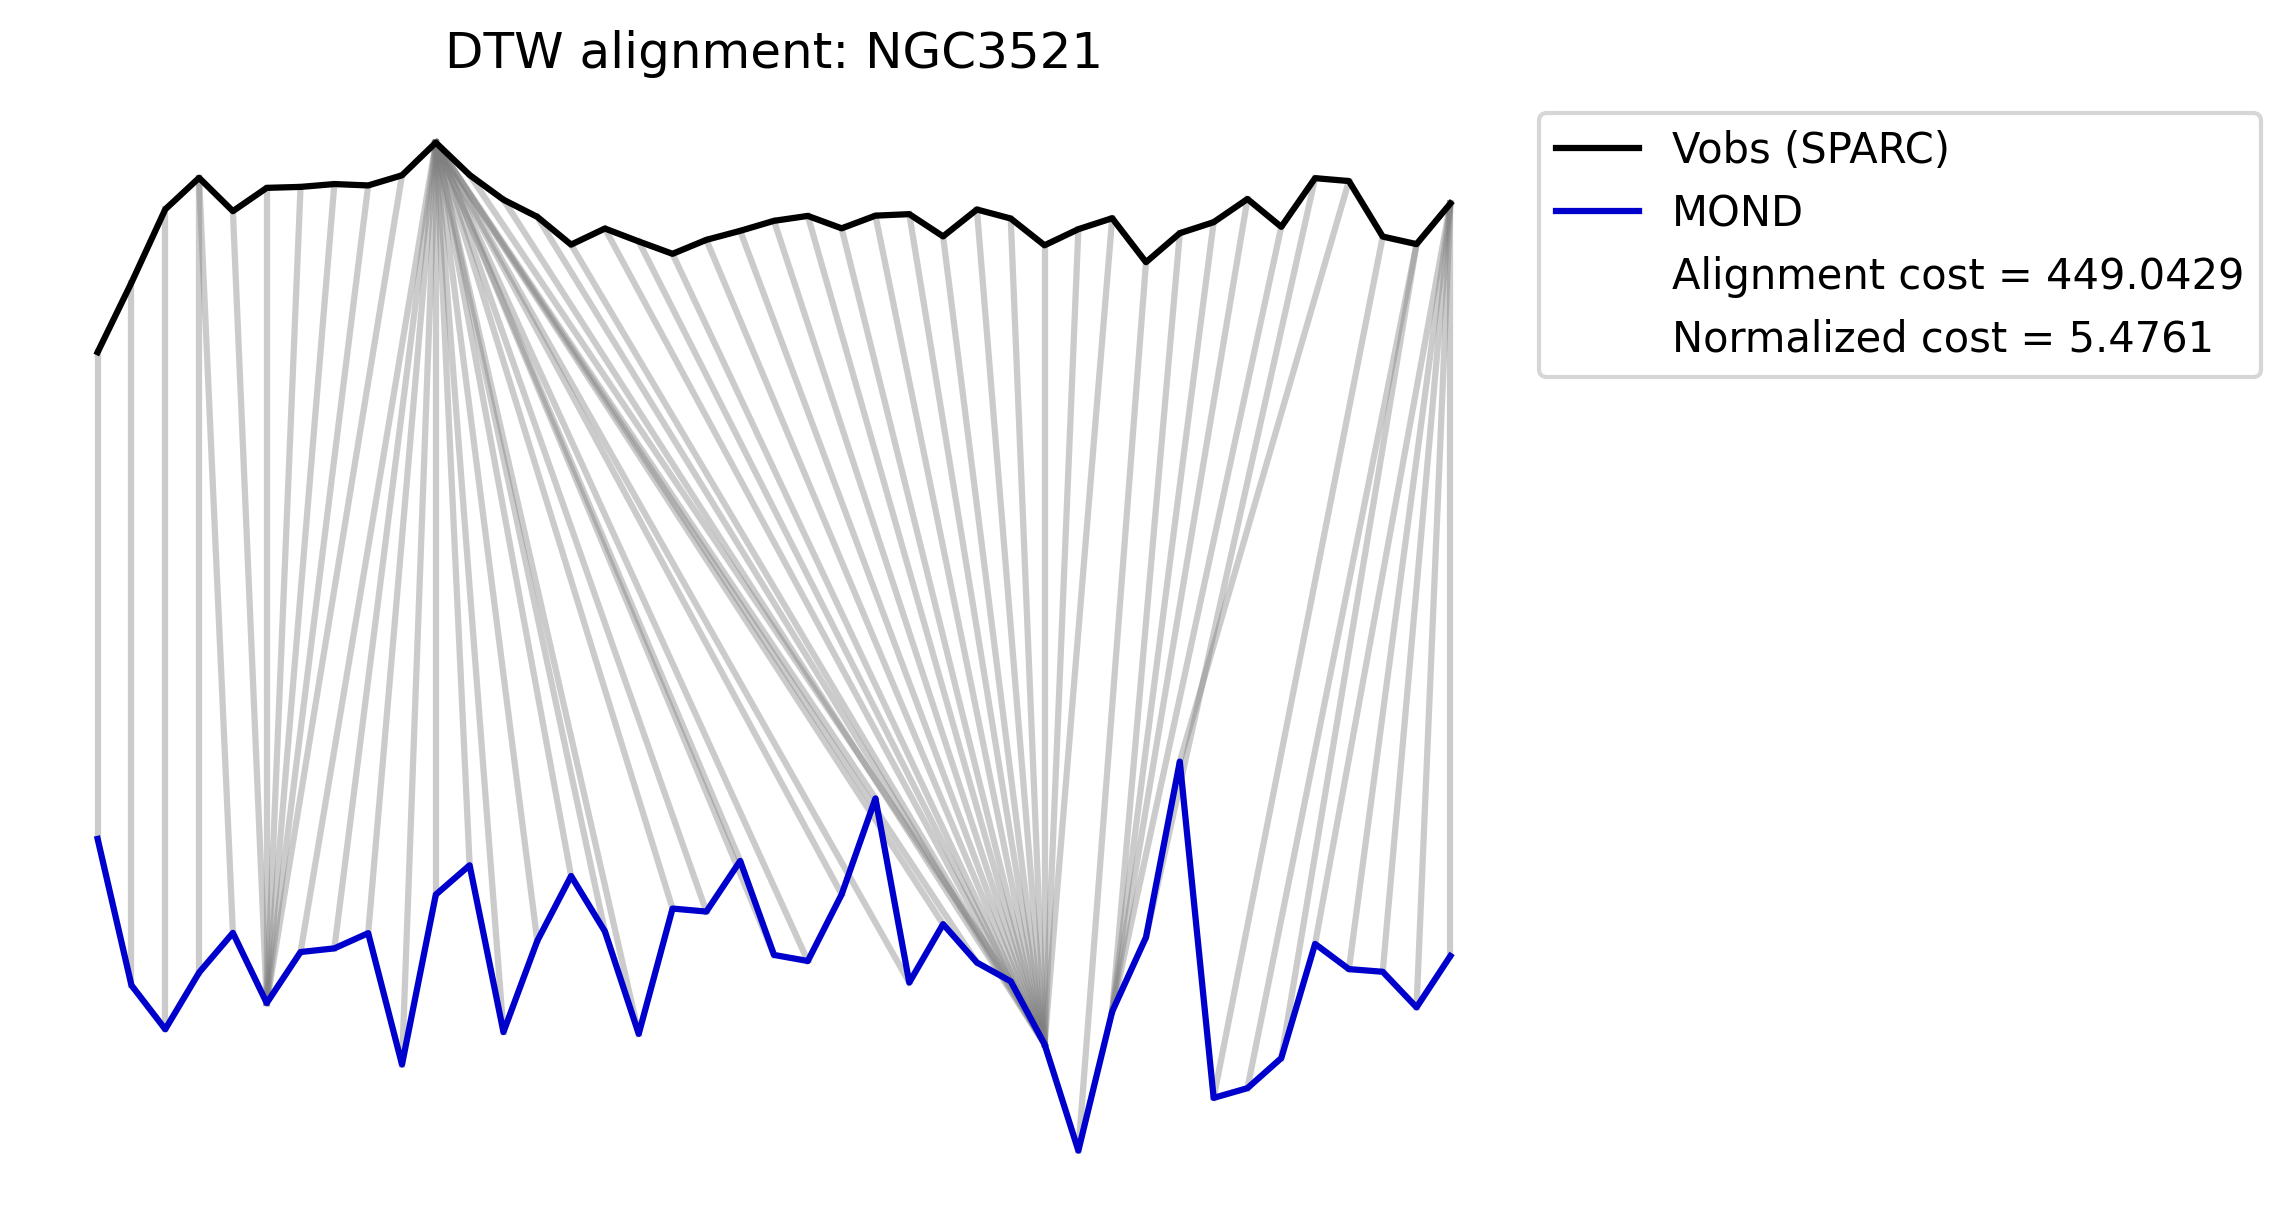 DTW alignment: NGC3521
Vobs (SPARC)
MOND
Alignment cost = 449.0429
Normalized cost = 5.4761